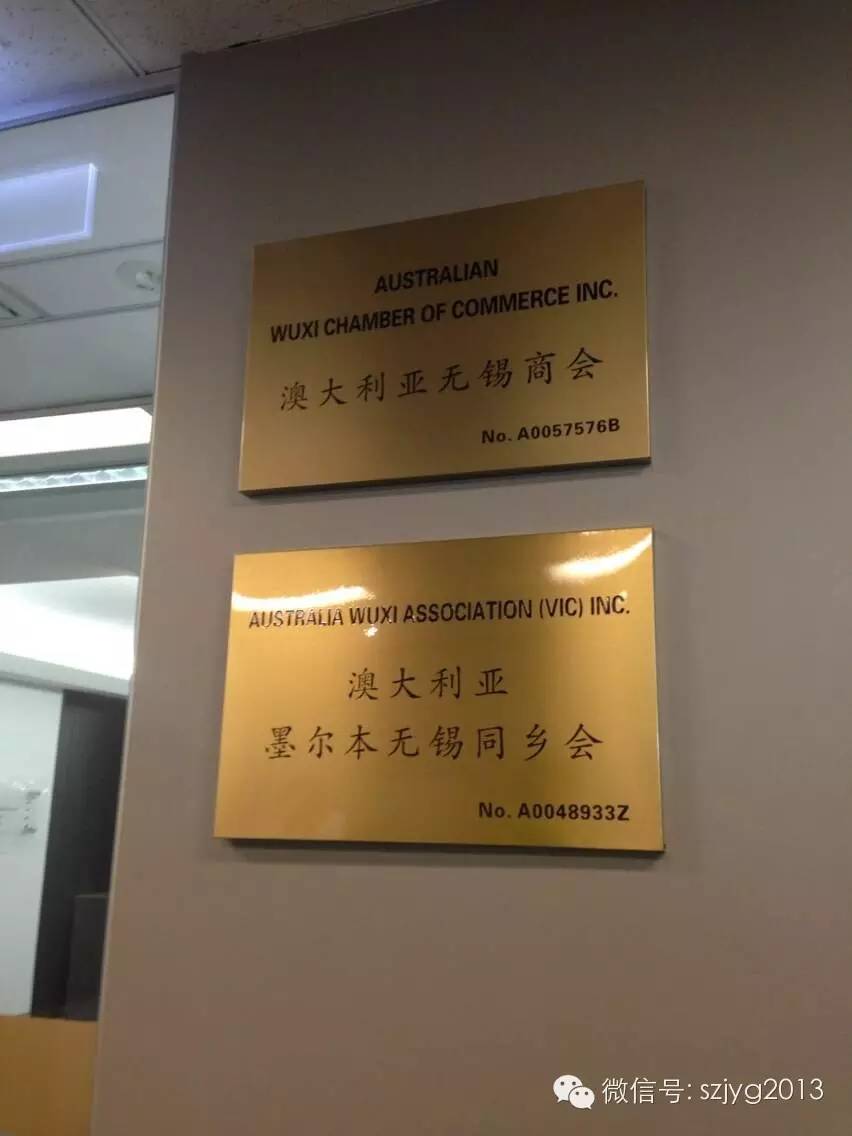 AUSTRALIAN
WUXI CHAMBER OF COMMERCE INC.
澳大利亚无锡商会
No. A0057576B
AUSTRALIA WUXI ASSOCIATION (VIC) INC.
澳大利亚
墨尔本无锡同乡会
No. A0048933Z
微信号: szjyg2013